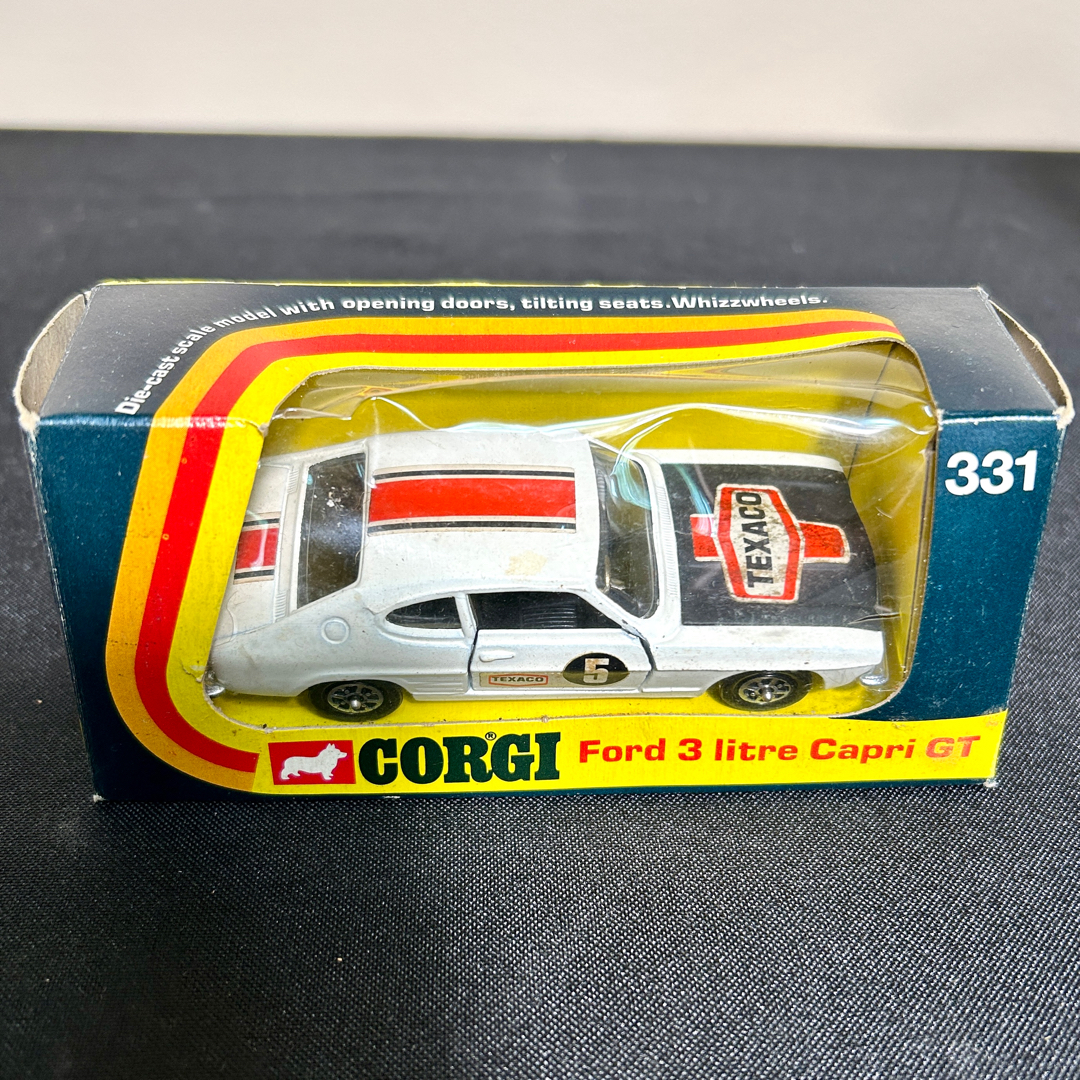 Die-cast scale model with opening doors, tilting seats. Whizzwheels.
331
TEXACO
TEXACO
5
CORGI® Ford 3 litre Capri GT